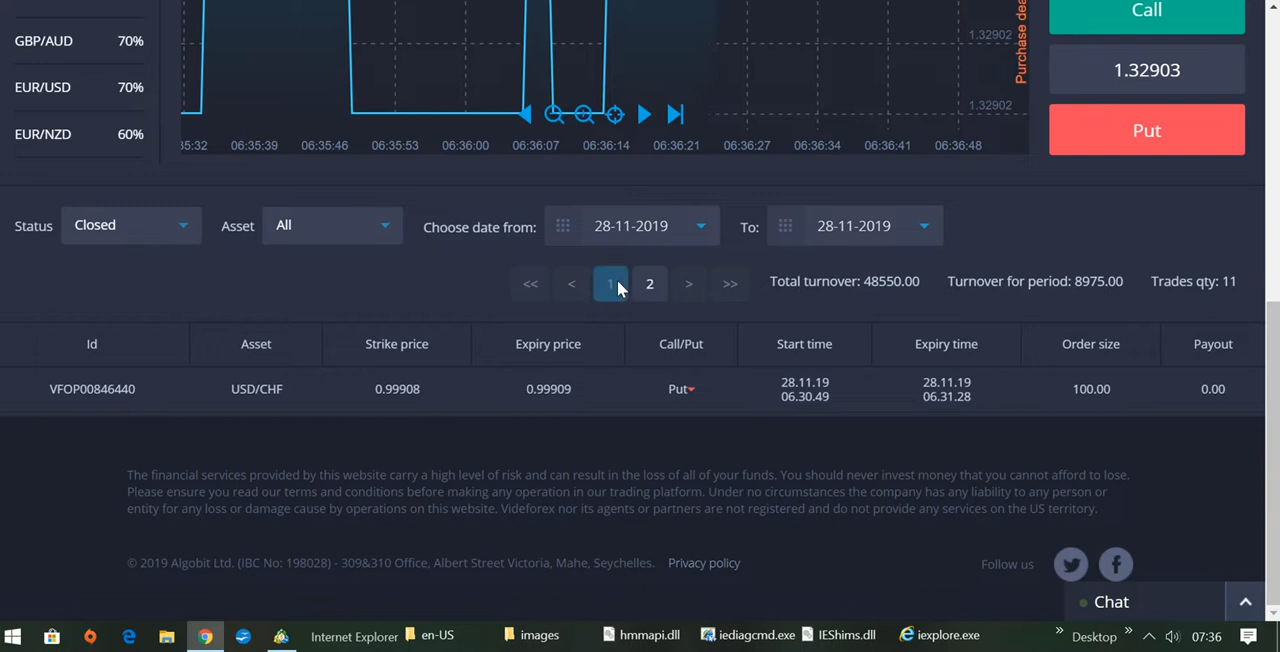 Call
GBP/AUD 70%
1.32902
1.32903
EUR/USD 70%
Purchase dea
1.32902
EUR/NZD 60%
Put
35:32 06:35:39 06:35:46 06:35:53 06:36:00 06:36:07 06:36:14 06:36:21 06:36:27 06:36:34 06:36:41 06:36:48
Status Closed Asset All Choose date from: 28-11-2019 To: 28-11-2019
<< < 1 2 > >> Total turnover: 48550.00 Turnover for period: 8975.00 Trades qty: 11
Id Asset Strike price Expiry price Call/Put Start time Expiry time Order size Payout
VFOP00846440 USD/CHF 0.99908 0.99909 Put 28.11.19 06.30.49 28.11.19 06.31.28 100.00 0.00
The financial services provided by this website carry a high level of risk and can result in the loss of all of your funds. You should never invest money that you cannot afford to lose.
Please ensure you read our terms and conditions before making any operation in our trading platform. Under no circumstances the company has any liability to any person or
entity for any loss or damage cause by operations on this website. Videforex nor its agents or partners are not registered and do not provide any services on the US territory.
© 2019 Algobit Ltd. (IBC No: 198028) - 309&310 Office, Albert Street Victoria, Mahe, Seychelles. Privacy policy Follow us
Chat
Internet Explorer en-US images hmmapi.dll iediagcmd.exe IEShims.dll iexplore.exe » Desktop » 07:36